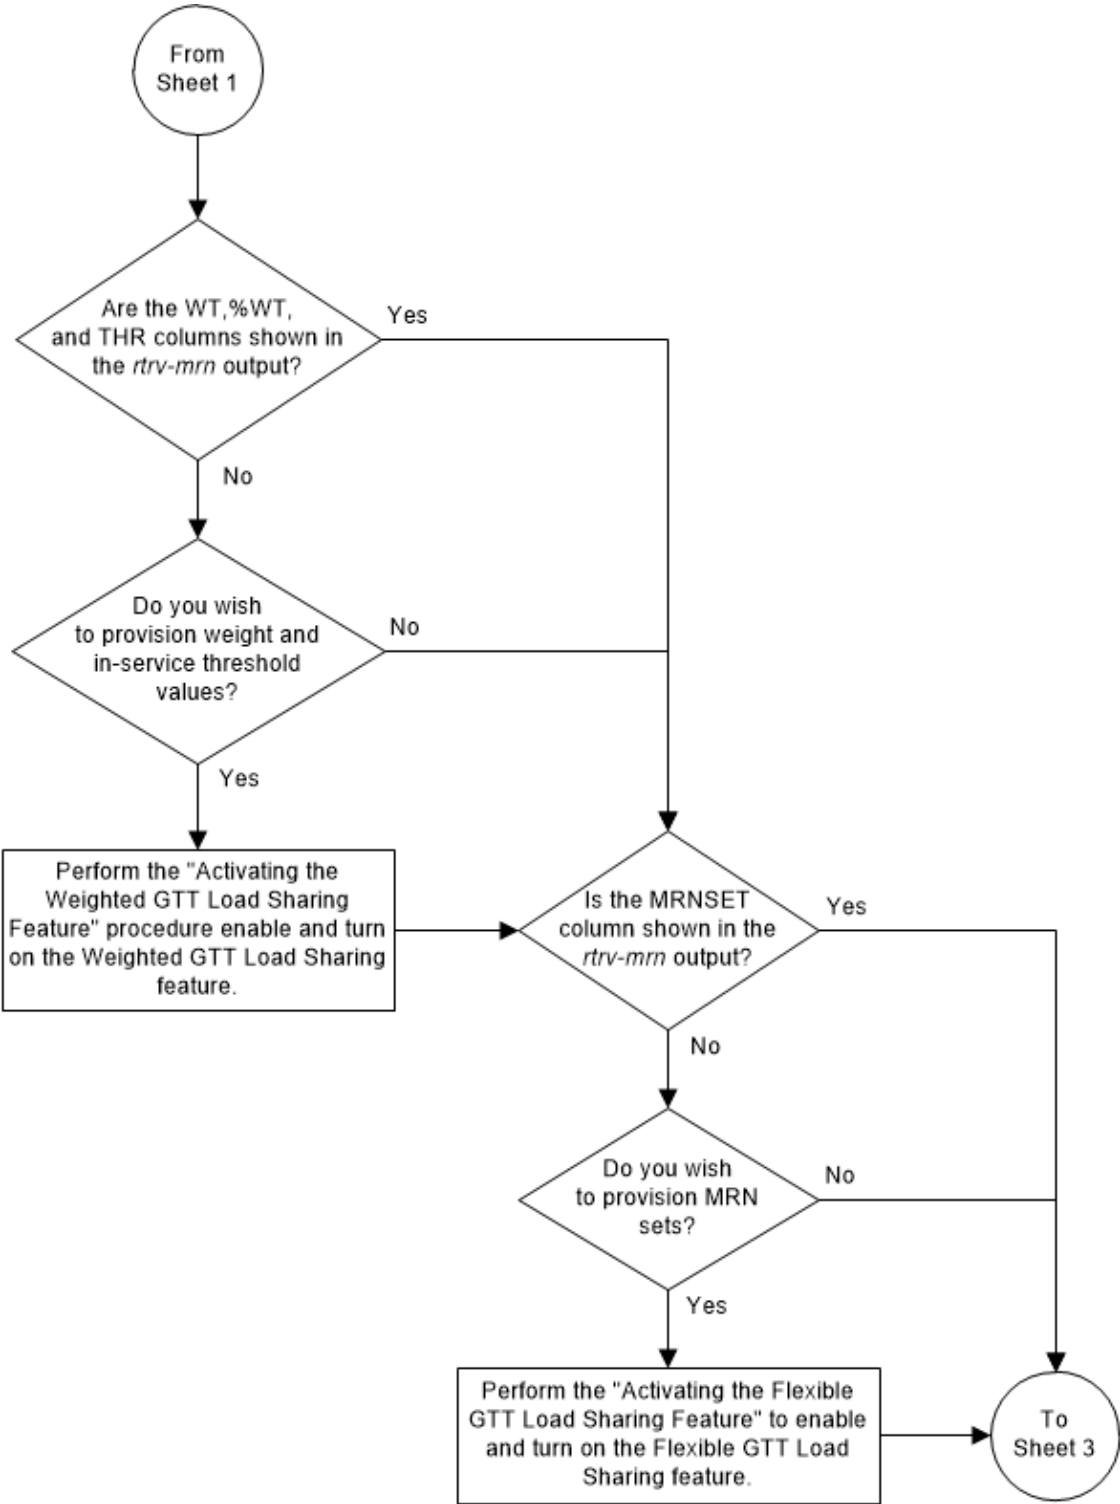 From
Sheet 1
Are the WT,%WT,
and THR columns shown in
the rtrv-mrn output?
Yes
No
Do you wish
to provision weight and
in-service threshold
values?
No
Yes
Perform the "Activating the
Weighted GTT Load Sharing
Feature" procedure enable and turn
on the Weighted GTT Load Sharing
feature.
Is the MRNSET
column shown in the
rtrv-mrn output?
Yes
No
Do you wish
to provision MRN
sets?
No
Yes
Perform the "Activating the Flexible
GTT Load Sharing Feature" to enable
and turn on the Flexible GTT Load
Sharing feature.
To
Sheet 3